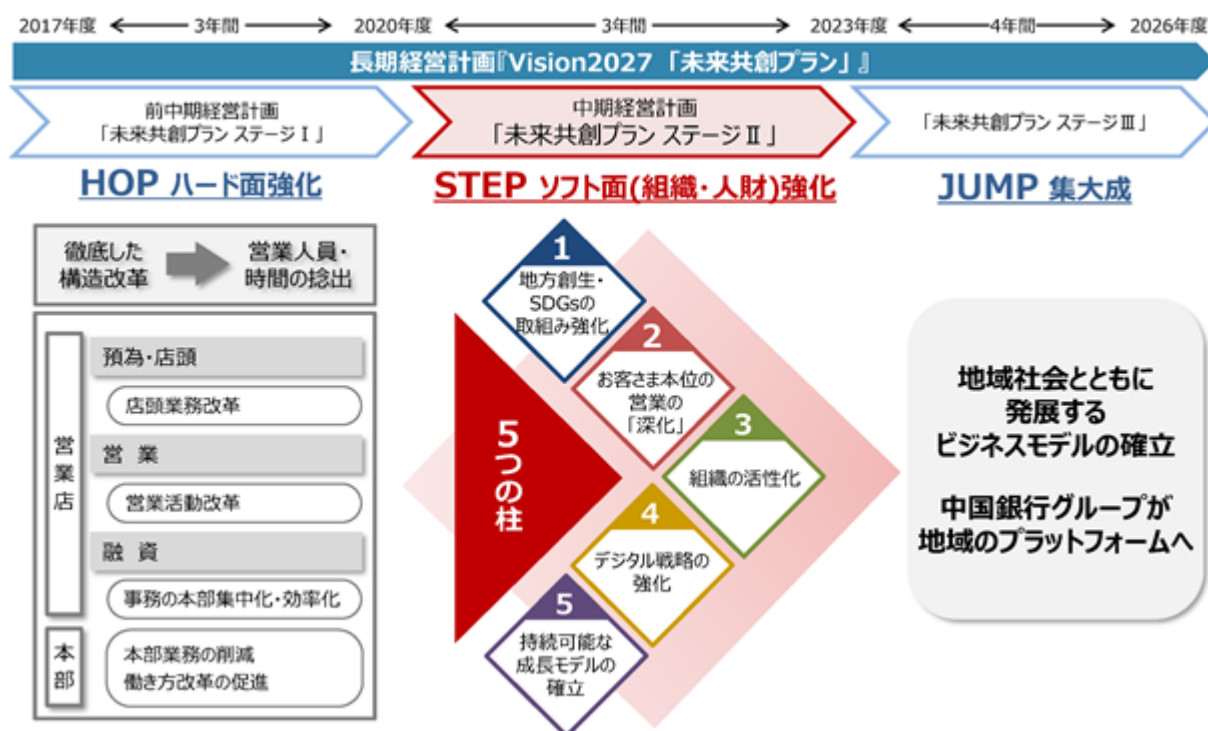 2017年度 3年間 2020年度 3年間 2023年度 4年間 2026年度
長期経営計画『Vision2027 「未来共創プラン」』
前中期経営計画
「未来共創プラン ステージⅠ」
中期経営計画
「未来共創プラン ステージⅡ」
「未来共創プラン ステージⅢ」
HOP ハード面強化
STEP ソフト面(組織・人財)強化
JUMP 集大成
徹底した
構造改革
営業人員・
時間の捻出
営業店
預為・店頭
店頭業務改革
営業
営業活動改革
融資
事務の本部集中化・効率化
本部
本部業務の削減
働き方改革の促進
5つの柱
1
地方創生・
SDGsの
取組み強化
2
お客さま本位の
営業の
「深化」
3
組織の活性化
4
デジタル戦略の
強化
5
持続可能な
成長モデルの
確立
地域社会とともに
発展する
ビジネスモデルの確立
中国銀行グループが
地域のプラットフォームへ